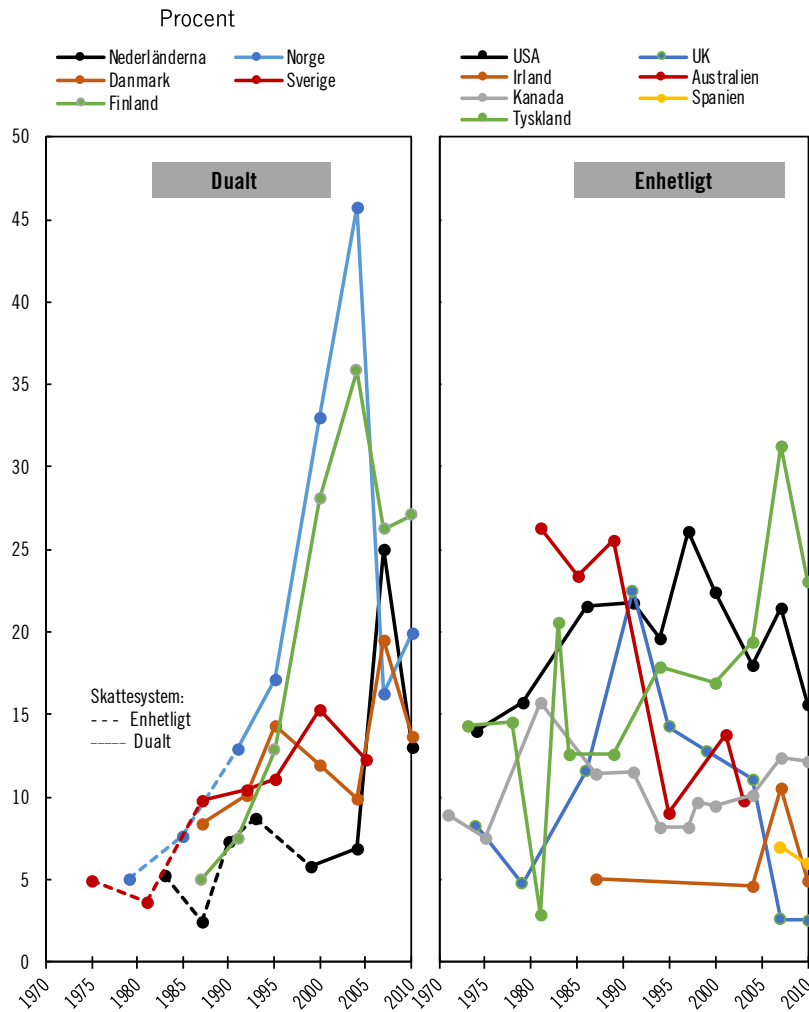 Procent
Nederländerna
Norge
Danmark
Sverige
Finland
USA
UK
Irland
Australien
Kanada
Spanien
Tyskland
50
45
40
35
30
25
20
15
10
5
0
Dualt
Enhetligt
Skattesystem:
Enhetligt
Dualt
1970
1975
1980
1985
1990
1995
2000
2005
2010
1970
1975
1980
1985
1990
1995
2000
2005
2010